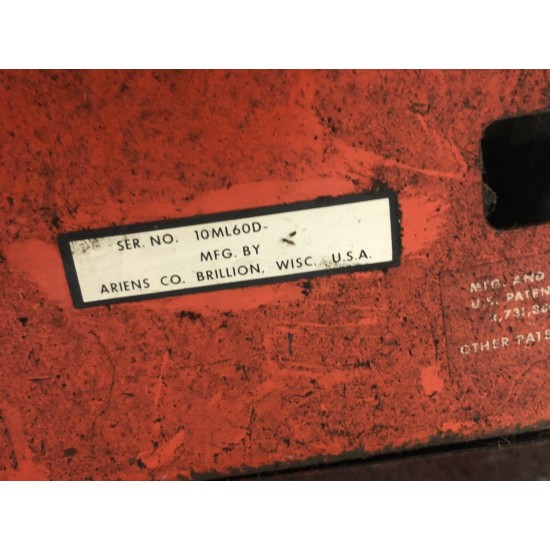 SER. NO. 10ML60D-
MFG. BY
ARIENS CO. BRILLION, WISC. U.S.A.
MFG. AND
U.S. PATEN
OTHER PATE